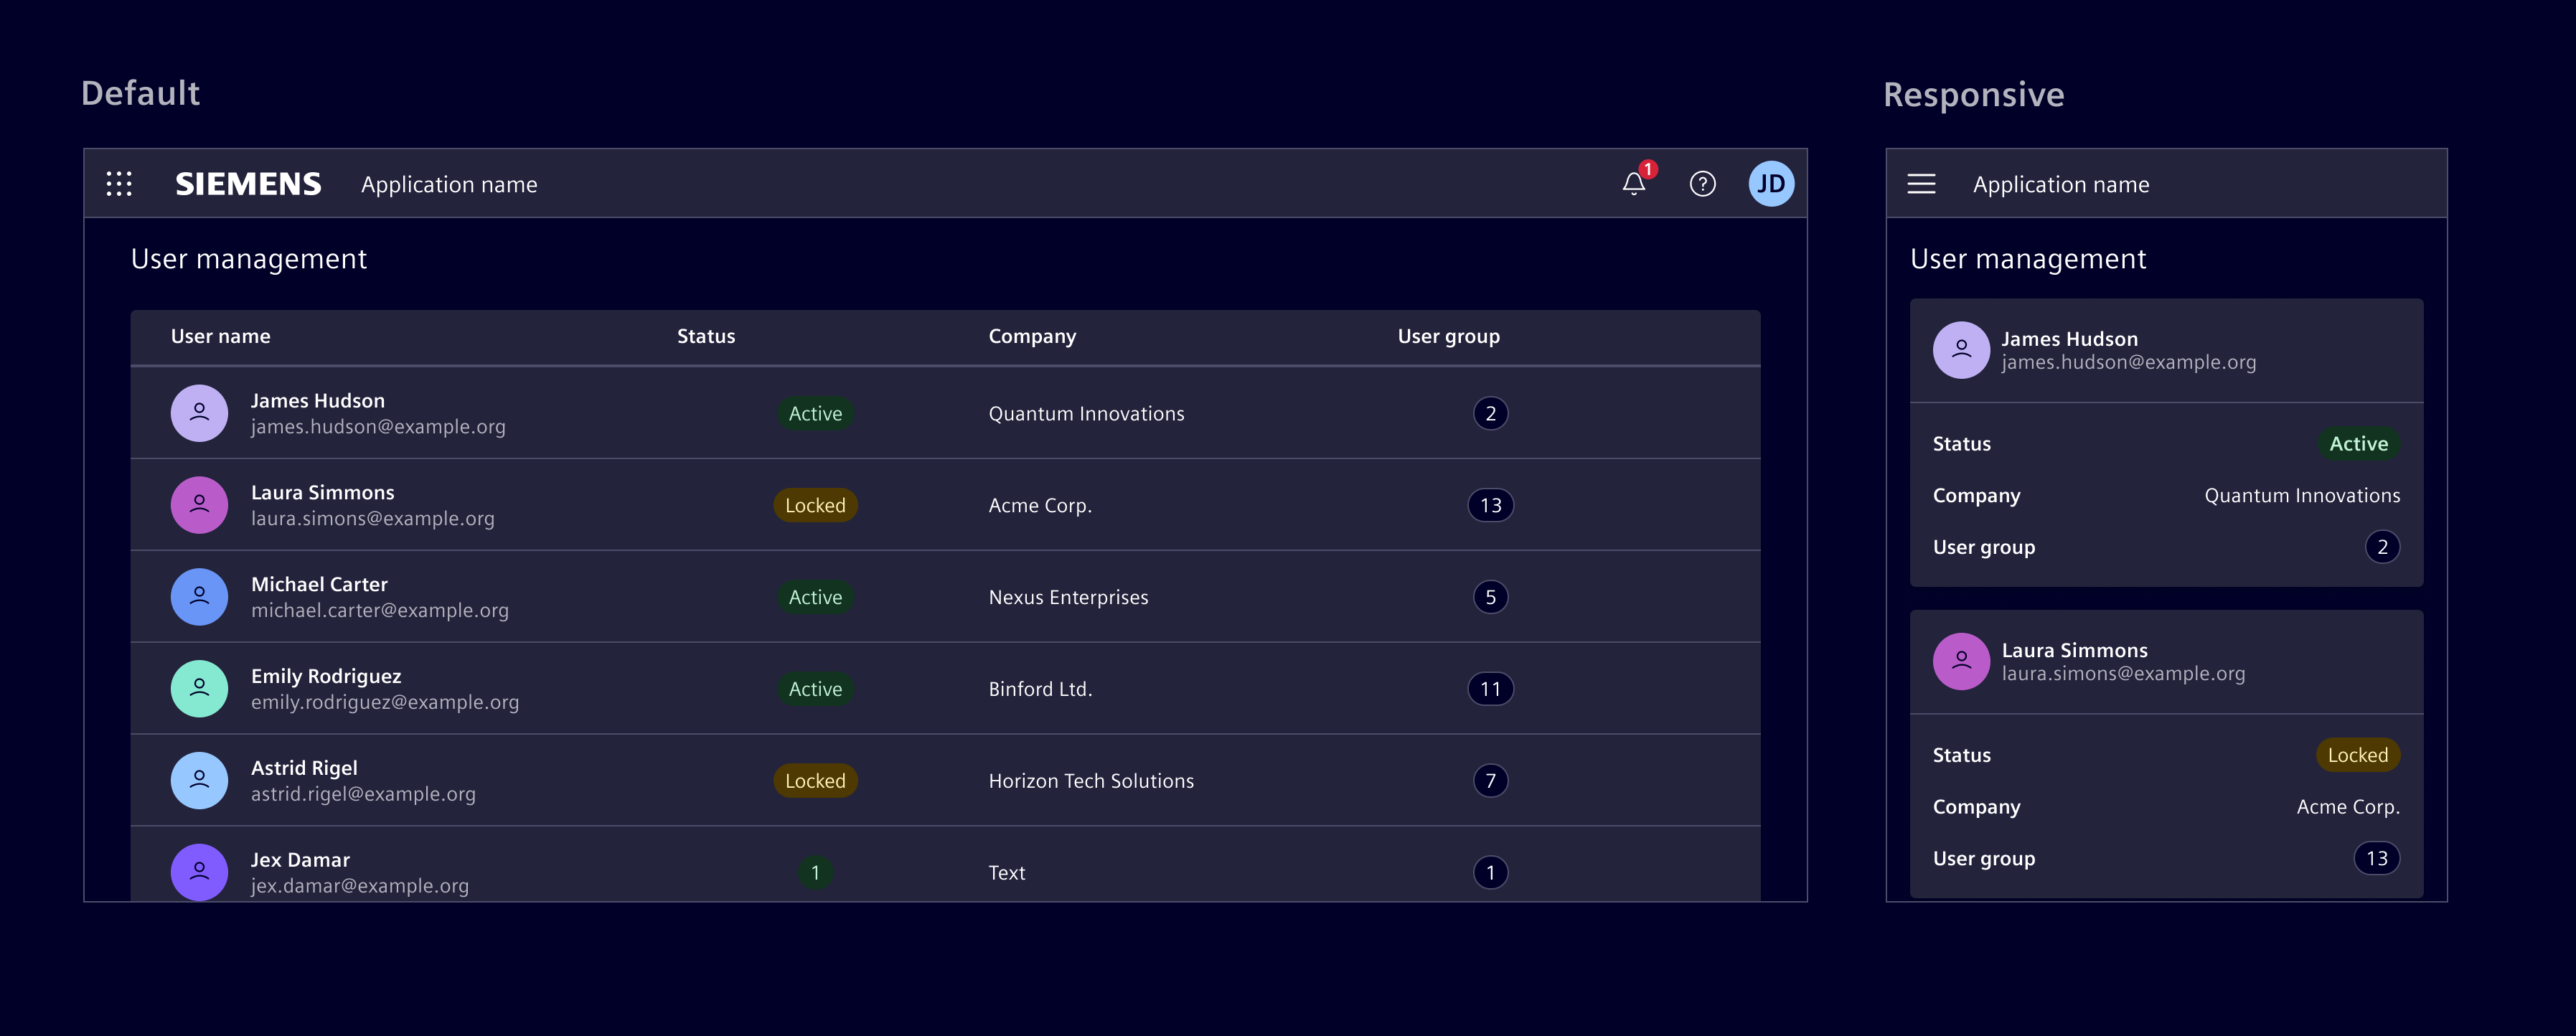 Default
SIEMENS Application name 1 ? JD
User management
User name Status Company User group
James Hudson
james.hudson@example.org
Active Quantum Innovations 2
Laura Simmons
laura.simons@example.org
Locked Acme Corp. 13
Michael Carter
michael.carter@example.org
Active Nexus Enterprises 5
Emily Rodriguez
emily.rodriguez@example.org
Active Binford Ltd. 11
Astrid Rigel
astrid.rigel@example.org
Locked Horizon Tech Solutions 7
Jex Damar
jex.damar@example.org
1 Text 1
Responsive
Application name
User management
James Hudson
james.hudson@example.org
Status Active
Company Quantum Innovations
User group 2
Laura Simmons
laura.simons@example.org
Status Locked
Company Acme Corp.
User group 13